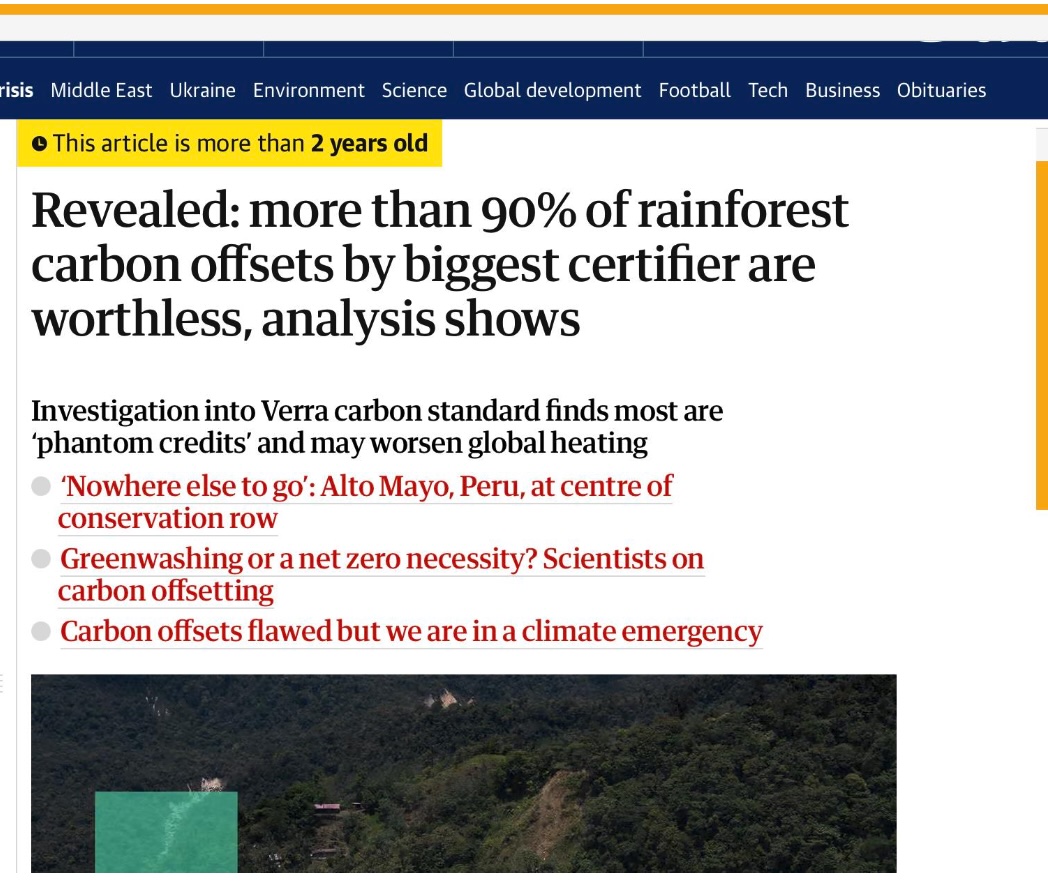 risis Middle East Ukraine Environment Science Global development Football Tech Business Obituaries
This article is more than 2 years old
Revealed: more than 90% of rainforest
carbon offsets by biggest certifier are
worthless, analysis shows
Investigation into Verra carbon standard finds most are
‘phantom credits’ and may worsen global heating
‘Nowhere else to go’: Alto Mayo, Peru, at centre of
conservation row
Greenwashing or a net zero necessity? Scientists on
carbon offsetting
Carbon offsets flawed but we are in a climate emergency